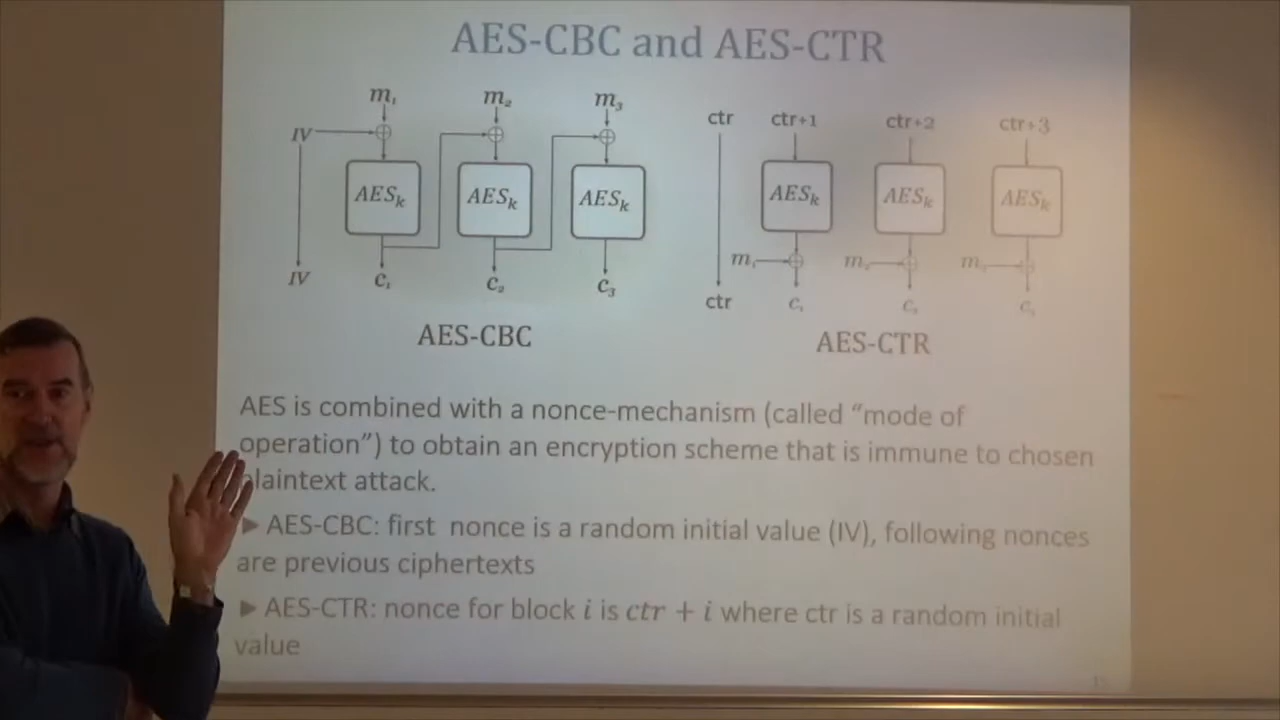 AES-CBC and AES-CTR
m₁ m₂ m₃
ctr ctr+1 ctr+2 ctr+3
IV
AESₖ AESₖ AESₖ AESₖ AESₖ AESₖ
m₁
IV c₁ c₂ c₃ ctr c₁
AES-CBC AES-CTR
AES is combined with a nonce-mechanism (called “mode of
operation”) to obtain an encryption scheme that is immune to chosen
laintext attack.
▶ AES-CBC: first nonce is a random initial value (IV), following nonces
are previous ciphertexts
▶ AES-CTR: nonce for block i is ctr + i where ctr is a random initial
value